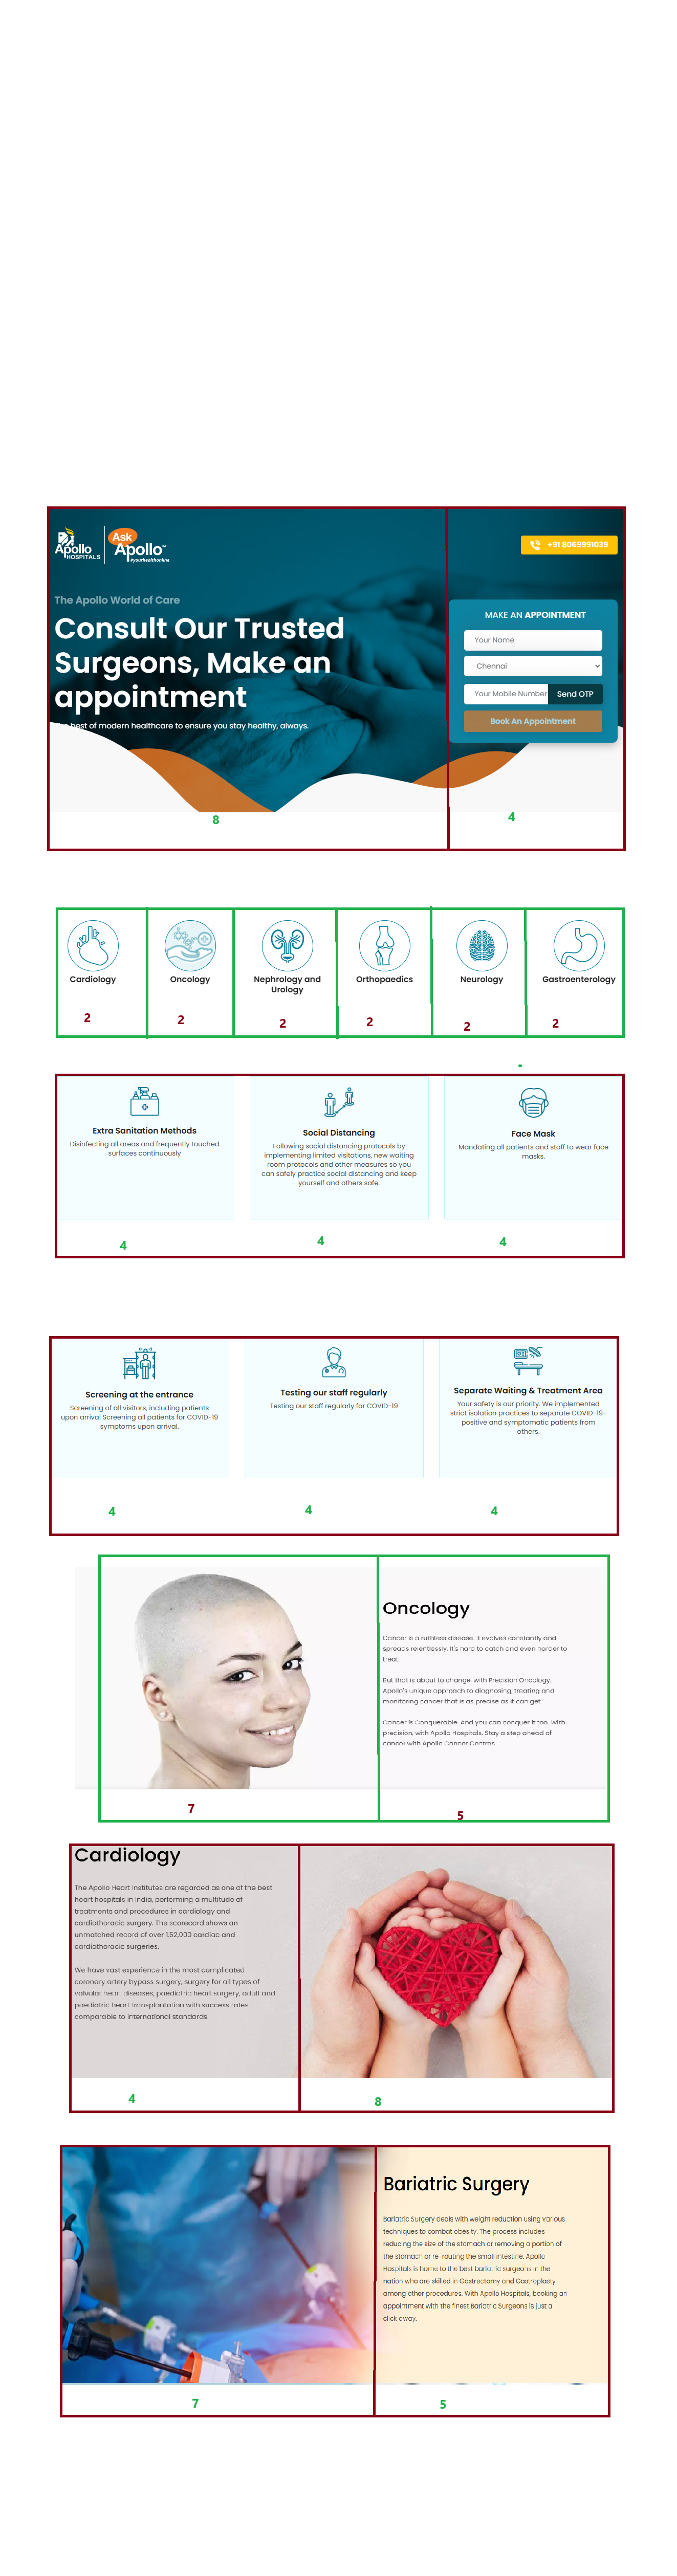 Apollo
HOSPITALS
Ask
Apollo™
#yourhealthonline
+91 8069991039
The Apollo World of Care
Consult Our Trusted
Surgeons, Make an
appointment
best of modern healthcare to ensure you stay healthy, always.
MAKE AN APPOINTMENT
Your Name
Chennai
Your Mobile Number
Send OTP
Book An Appointment
8
4
Cardiology
Oncology
Nephrology and
Urology
Orthopaedics
Neurology
Gastroenterology
2
2
2
2
2
2
Extra Sanitation Methods
Disinfecting all areas and frequently touched
surfaces continuously
Social Distancing
Following social distancing protocols by
implementing limited visitations, new waiting
room protocols and other measures so you
can safely practice social distancing and keep
yourself and others safe.
Face Mask
Mandating all patients and staff to wear face
masks.
4
4
4
Screening at the entrance
Screening of all visitors, including patients
upon arrival Screening all patients for COVID-19
symptoms upon arrival.
Testing our staff regularly
Testing our staff regularly for COVID-19
Separate Waiting & Treatment Area
Your safety is our priority. We implemented
strict isolation practices to separate COVID-19-
positive and symptomatic patients from
others.
4
4
4
Oncology
Cancer is a ruthless disease. It evolves constantly and
spreads relentlessly. It's hard to catch and even harder to
treat.
But that is about to change, with Precision Oncology.
Apollo's unique approach to diagnosing, treating and
monitoring cancer that is as precise as it can get.
Cancer is Conquerable. And you can conquer it too. With
precision, with Apollo Hospitals. Stay a step ahead of
cancer with Apollo Cancer Centres.
7
5
Cardiology
The Apollo Heart Institutes are regarded as one of the best
heart hospitals in India, performing a multitude of
treatments and procedures in cardiology and
cardiothoracic surgery. The scorecard shows an
unmatched record of over 1,52,000 cardiac and
cardiothoracic surgeries.
We have vast experience in the most complicated
coronary artery bypass surgery, surgery for all types of
valvular heart diseases, paediatric heart surgery, adult and
paediatric heart transplantation with success rates
comparable to international standards.
4
8
Bariatric Surgery
Bariatric Surgery deals with weight reduction using various
techniques to combat obesity. The process includes
reducing the size of the stomach or removing a portion of
the stomach or re-routing the small intestine. Apollo
Hospitals is home to the best bariatric surgeons in the
nation who are skilled in Gastrectomy and Gastroplasty
among other procedures. With Apollo Hospitals, booking an
appointment with the finest Bariatric Surgeons is just a
click away.
7
5